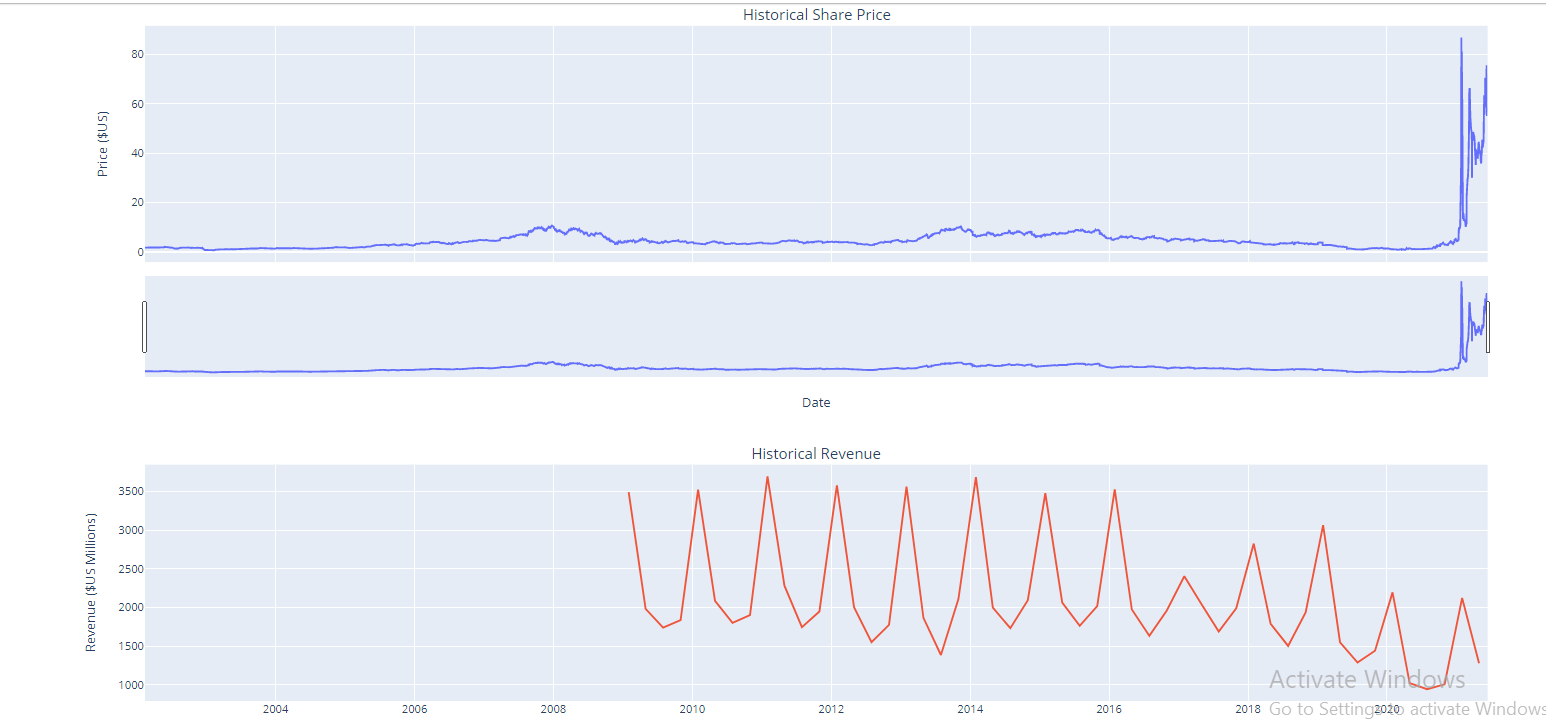 Historical Share Price
80
60
40
20
0
Price ($US)
Date
Historical Revenue
3500
3000
2500
2000
1500
1000
Revenue ($US Millions)
2004 2006 2008 2010 2012 2014 2016 2018 2020
Activate Windows
Go to Settings to activate Windows